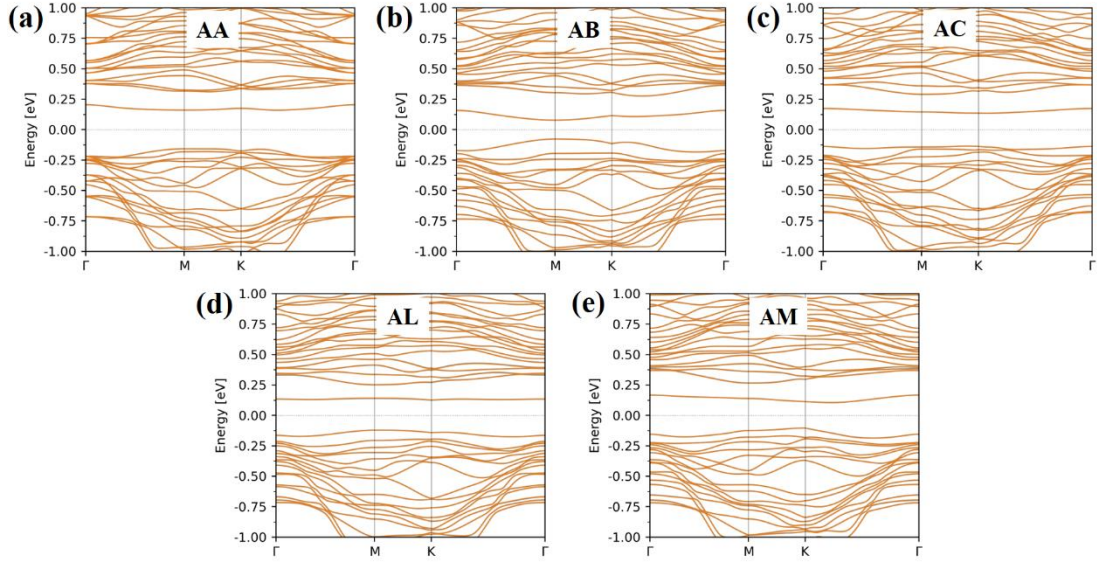 (a)
AA
1.00
0.75
0.50
0.25
0.00
-0.25
-0.50
-0.75
-1.00
Energy [eV]
Γ M K Γ
(b)
AB
1.00
0.75
0.50
0.25
0.00
-0.25
-0.50
-0.75
-1.00
Energy [eV]
Γ M K Γ
(c)
AC
1.00
0.75
0.50
0.25
0.00
-0.25
-0.50
-0.75
-1.00
Energy [eV]
Γ M K Γ
(d)
AL
1.00
0.75
0.50
0.25
0.00
-0.25
-0.50
-0.75
-1.00
Energy [eV]
Γ M K Γ
(e)
AM
1.00
0.75
0.50
0.25
0.00
-0.25
-0.50
-0.75
-1.00
Energy [eV]
Γ M K Γ